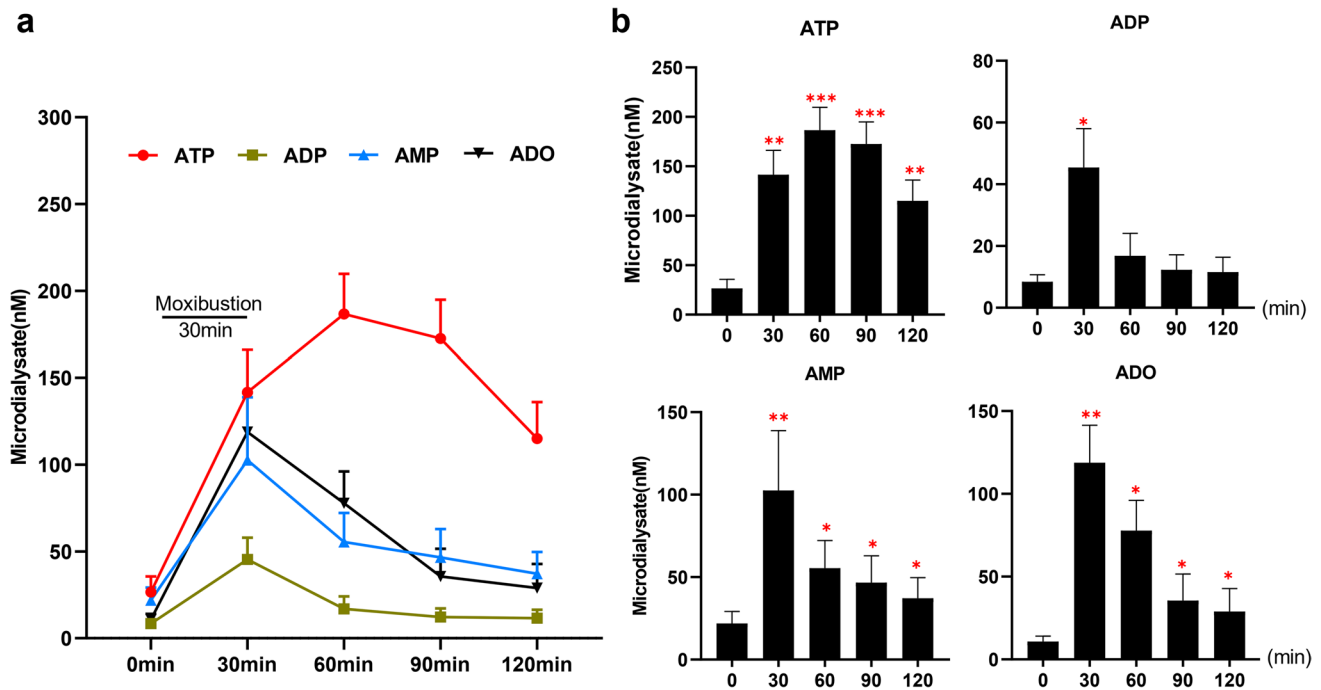 a
Microdialysate(nM)
300
250
200
150
100
50
0
ATP ADP AMP ADO
Moxibustion
30min
0min 30min 60min 90min 120min
b
ATP
Microdialysate(nM)
250
200
150
100
50
0
** *** *** **
0 30 60 90 120
ADP
80
60
40
20
0
*
0 30 60 90 120 (min)
AMP
Microdialysate(nM)
150
100
50
0
** * * *
0 30 60 90 120
ADO
150
100
50
0
** * * *
0 30 60 90 120 (min)